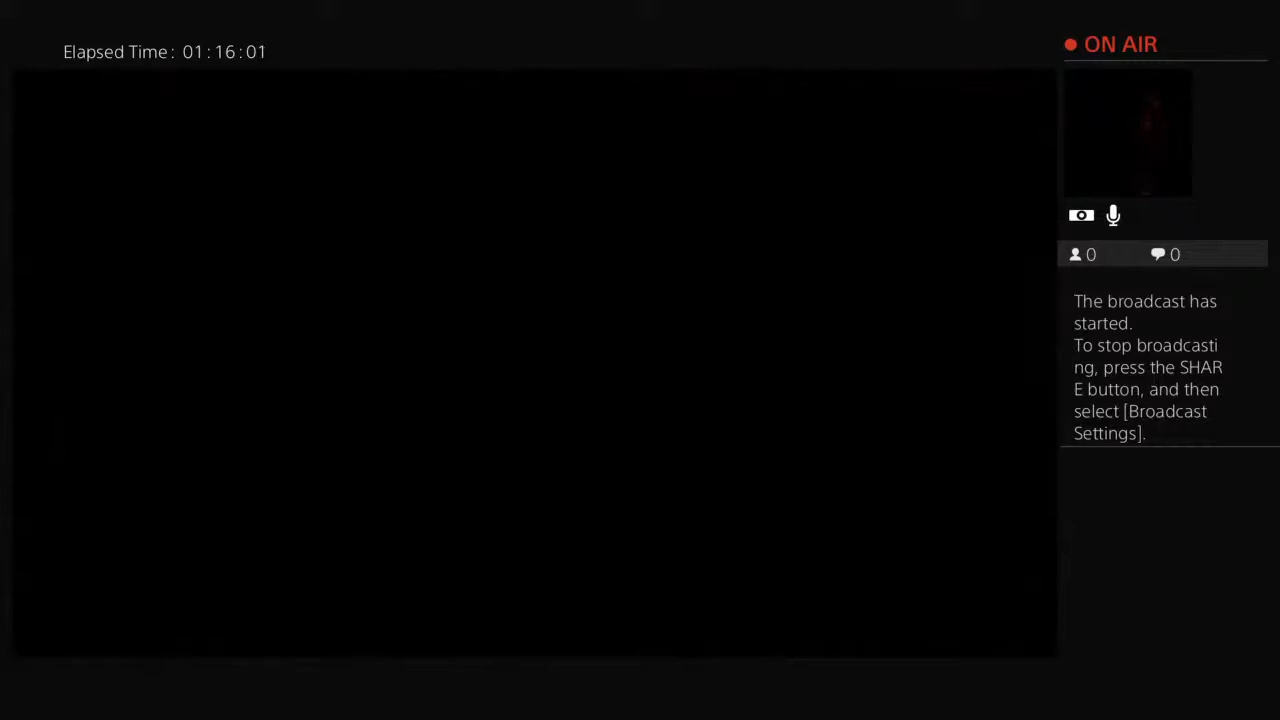 Elapsed Time: 01:16:01
ON AIR
0 0
The broadcast has
started.
To stop broadcasti
ng, press the SHAR
E button, and then
select [Broadcast
Settings].